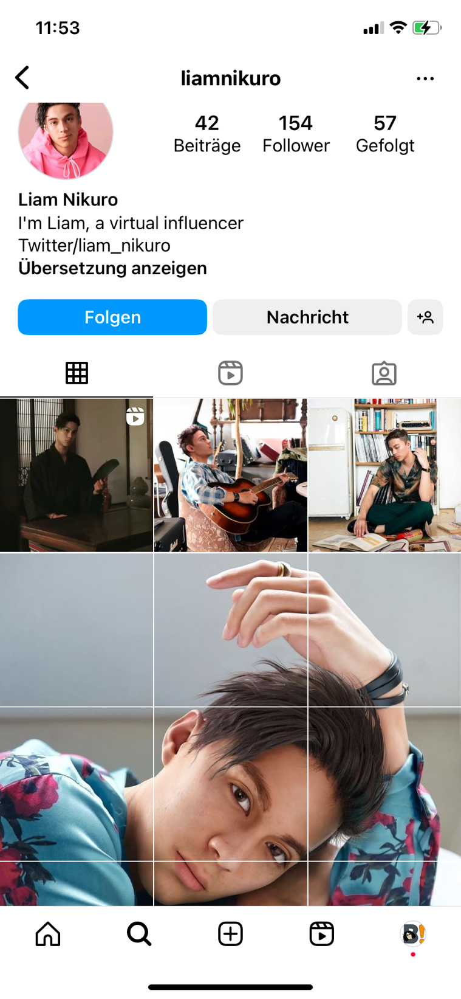 11:53
liamnikuro
42 154 57
Beiträge Follower Gefolgt
Liam Nikuro
I'm Liam, a virtual influencer
Twitter/liam_nikuro
Übersetzung anzeigen
Folgen Nachricht
B!